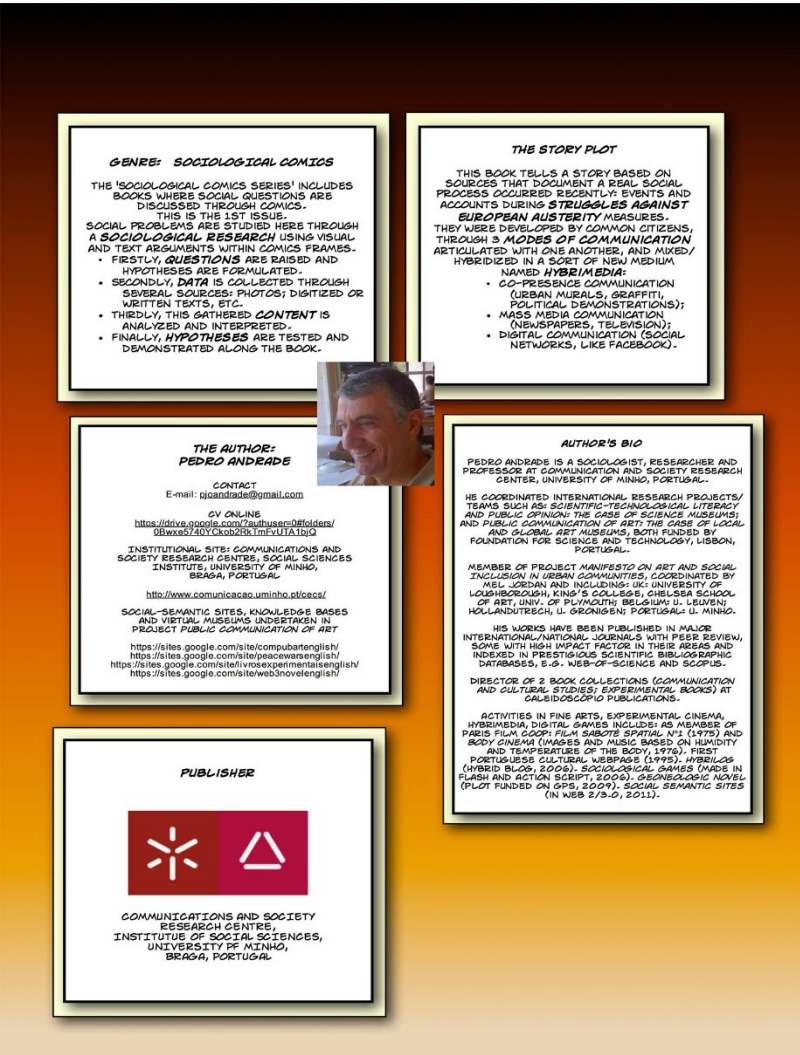 GENRE: SOCIOLOGICAL COMICS
THE 'SOCIOLOGICAL COMICS SERIES' INCLUDES
BOOKS WHERE SOCIAL QUESTIONS ARE
DISCUSSED THROUGH COMICS.
THIS IS THE 1ST ISSUE.
SOCIAL PROBLEMS ARE STUDIED HERE THROUGH
A SOCIOLOGICAL RESEARCH USING VISUAL
AND TEXT ARGUMENTS WITHIN COMICS FRAMES.
• FIRSTLY, QUESTIONS ARE RAISED AND
HYPOTHESES ARE FORMULATED.
• SECONDLY, DATA IS COLLECTED THROUGH
SEVERAL SOURCES: PHOTOS; DIGITIZED OR
WRITTEN TEXTS, ETC.
• THIRDLY, THIS GATHERED CONTENT IS
ANALYZED AND INTERPRETED.
• FINALLY, HYPOTHESES ARE TESTED AND
DEMONSTRATED ALONG THE BOOK.
THE STORY PLOT
THIS BOOK TELLS A STORY BASED ON
SOURCES THAT DOCUMENT A REAL SOCIAL
PROCESS OCCURRED RECENTLY: EVENTS AND
ACCOUNTS DURING STRUGGLES AGAINST
EUROPEAN AUSTERITY MEASURES.
THEY WERE DEVELOPED BY COMMON CITIZENS,
THROUGH 3 MODES OF COMMUNICATION
ARTICULATED WITH ONE ANOTHER, AND MIXED/
HYBRIDIZED IN A SORT OF NEW MEDIUM
NAMED HYBRIMEDIA:
• CO-PRESENCE COMMUNICATION
(URBAN MURALS, GRAFFITI,
POLITICAL DEMONSTRATIONS);
• MASS MEDIA COMMUNICATION
(NEWSPAPERS, TELEVISION);
• DIGITAL COMMUNICATION (SOCIAL
NETWORKS, LIKE FACEBOOK).
THE AUTHOR:
PEDRO ANDRADE
CONTACT
E-mail: pjoandrade@gmail.com
CV ONLINE
https://drive.google.com/?authuser=0#folders/
0Bwxe5740YCkob2RkTmFvUTA1bjQ
INSTITUTIONAL SITE: COMMUNICATIONS AND
SOCIETY RESEARCH CENTRE, SOCIAL SCIENCES
INSTITUTE, UNIVERSITY OF MINHO,
BRAGA, PORTUGAL
http://www.comunicacao.uminho.pt/cecs/
SOCIAL-SEMANTIC SITES, KNOWLEDGE BASES
AND VIRTUAL MUSEUMS UNDERTAKEN IN
PROJECT PUBLIC COMMUNICATION OF ART
https://sites.google.com/site/compubartenglish/
https://sites.google.com/site/peacewarsenglish/
https://sites.google.com/site/livrosexperimentaisenglish/
https://sites.google.com/site/web3novelenglish/
AUTHOR'S BIO
PEDRO ANDRADE IS A SOCIOLOGIST, RESEARCHER AND
PROFESSOR AT COMMUNICATION AND SOCIETY RESEARCH
CENTER, UNIVERSITY OF MINHO, PORTUGAL.
HE COORDINATED INTERNATIONAL RESEARCH PROJECTS/
TEAMS SUCH AS: SCIENTIFIC-TECHNOLOGICAL LITERACY
AND PUBLIC OPINION: THE CASE OF SCIENCE MUSEUMS;
AND PUBLIC COMMUNICATION OF ART: THE CASE OF LOCAL
AND GLOBAL ART MUSEUMS, BOTH FUNDED BY
FOUNDATION FOR SCIENCE AND TECHNOLOGY, LISBON,
PORTUGAL.
MEMBER OF PROJECT MANIFESTO ON ART AND SOCIAL
INCLUSION IN URBAN COMMUNITIES, COORDINATED BY
MEL JORDAN AND INCLUDING: UK: UNIVERSITY OF
LOUGHBOROUGH, KING'S COLLEGE, CHELSEA SCHOOL
OF ART, UNIV. OF PLYMOUTH; BELGIUM: U. LEUVEN;
HOLLANDUTRECH, U. GRONIGEN; PORTUGAL: U. MINHO.
HIS WORKS HAVE BEEN PUBLISHED IN MAJOR
INTERNATIONAL/NATIONAL JOURNALS WITH PEER REVIEW,
SOME WITH HIGH IMPACT FACTOR IN THEIR AREAS AND
INDEXED IN PRESTIGIOUS SCIENTIFIC BIBLIOGRAPHIC
DATABASES, E.G. WEB-OF-SCIENCE AND SCOPUS.
DIRECTOR OF 2 BOOK COLLECTIONS (COMMUNICATION
AND CULTURAL STUDIES; EXPERIMENTAL BOOKS) AT
CALEIDOSCÓPIO PUBLICATIONS.
ACTIVITIES IN FINE ARTS, EXPERIMENTAL CINEMA,
HYBRIMEDIA, DIGITAL GAMES INCLUDE: AS MEMBER OF
PARIS FILM COOP: FILM SABOTÉ SPATIAL Nº1 (1975) AND
BODY CINEMA (IMAGES AND MUSIC BASED ON HUMIDITY
AND TEMPERATURE OF THE BODY, 1976). FIRST
PORTUGUESE CULTURAL WEBPAGE (1995). HYBRILOG
(HYBRID BLOG, 2006). SOCIOLOGICAL GAMES (MADE IN
FLASH AND ACTION SCRIPT, 2006). GEONEOLOGIC NOVEL
(PLOT FUNDED ON GPS, 2009). SOCIAL SEMANTIC SITES
(IN WEB 2/3.0, 2011).
PUBLISHER
COMMUNICATIONS AND SOCIETY
RESEARCH CENTRE,
INSTITUTUE OF SOCIAL SCIENCES,
UNIVERSITY PF MINHO,
BRAGA, PORTUGAL